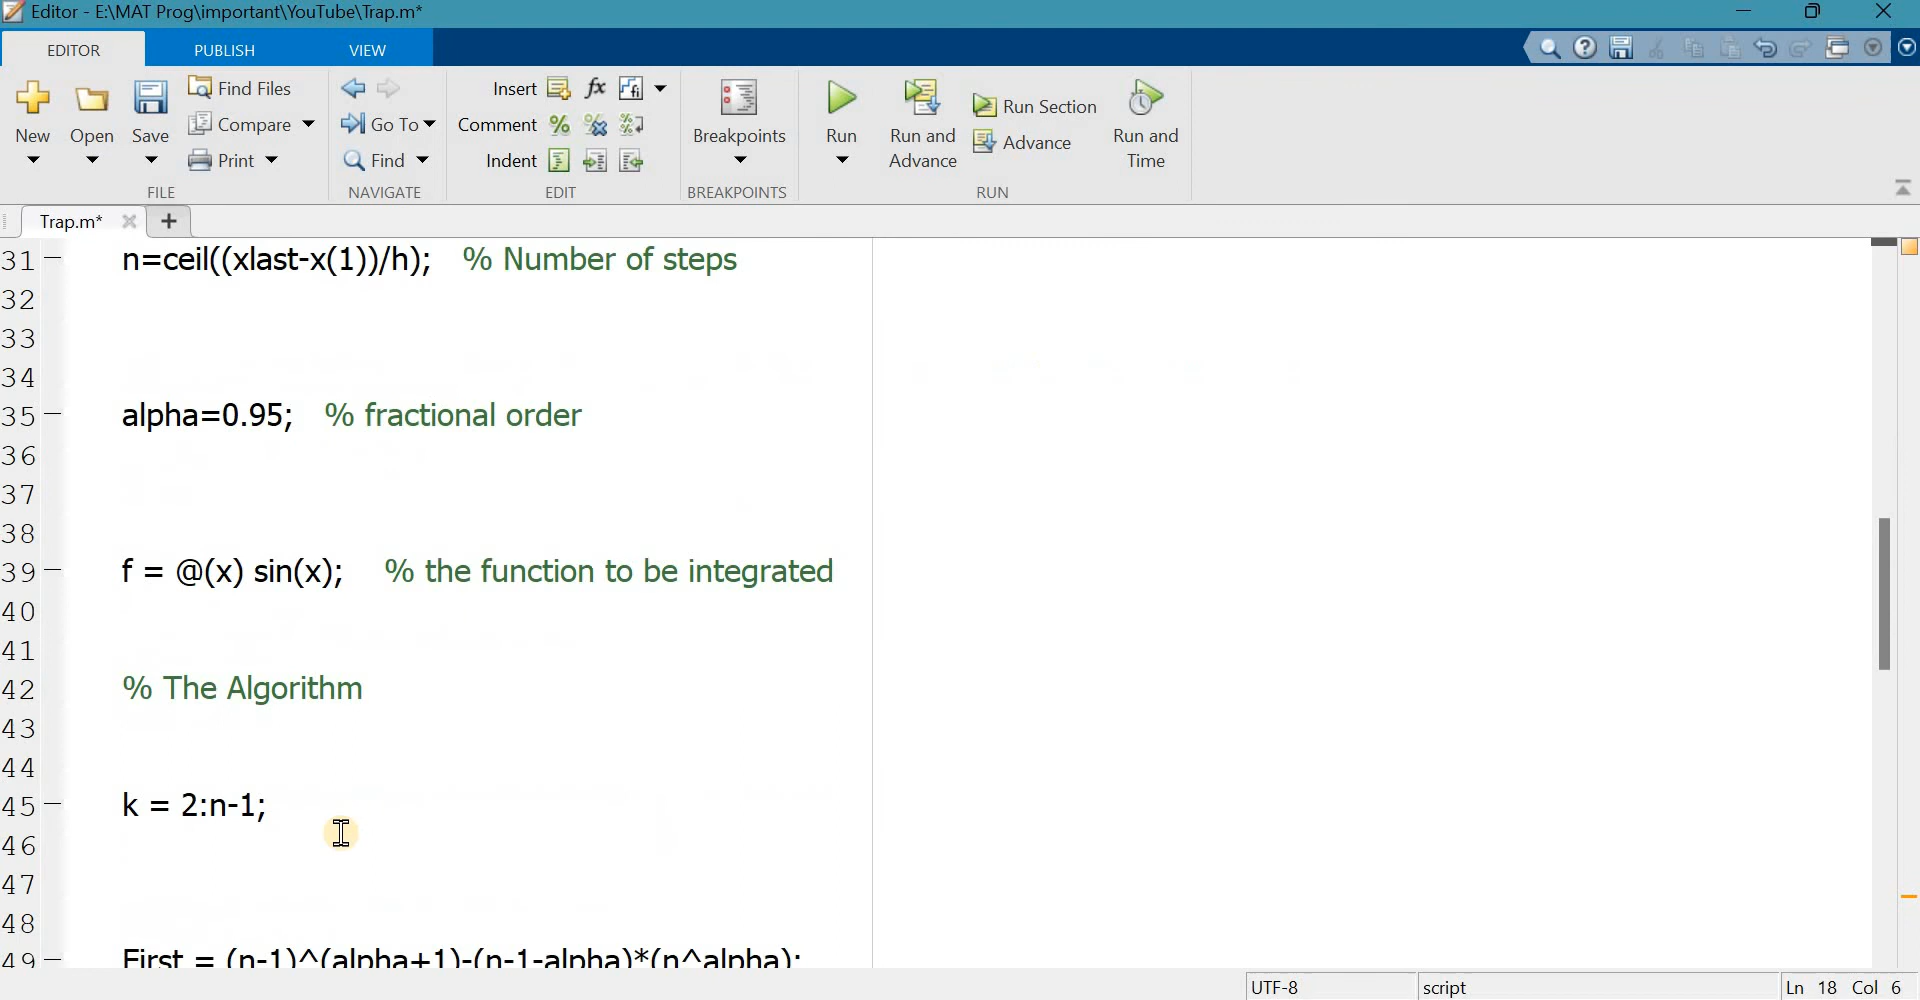 Editor - E:\MAT Prog\important\YouTube\Trap.m*
EDITOR PUBLISH VIEW
New Open Save Find Files Compare Print
FILE
Go To Find
NAVIGATE
Insert fx fi
Comment
Indent
EDIT
Breakpoints
BREAKPOINTS
Run Run and Advance Run Section Advance Run and Time
RUN
Trap.m*
31 n=ceil((xlast-x(1))/h); % Number of steps
32
33
34
35 alpha=0.95; % fractional order
36
37
38
39 f = @(x) sin(x); % the function to be integrated
40
41
42 % The Algorithm
43
44
45 k = 2:n-1;
46
47
48
49 First = (n-1)^(alpha+1)-(n-1-alpha)*(n^alpha);
UTF-8 script Ln 18 Col 6